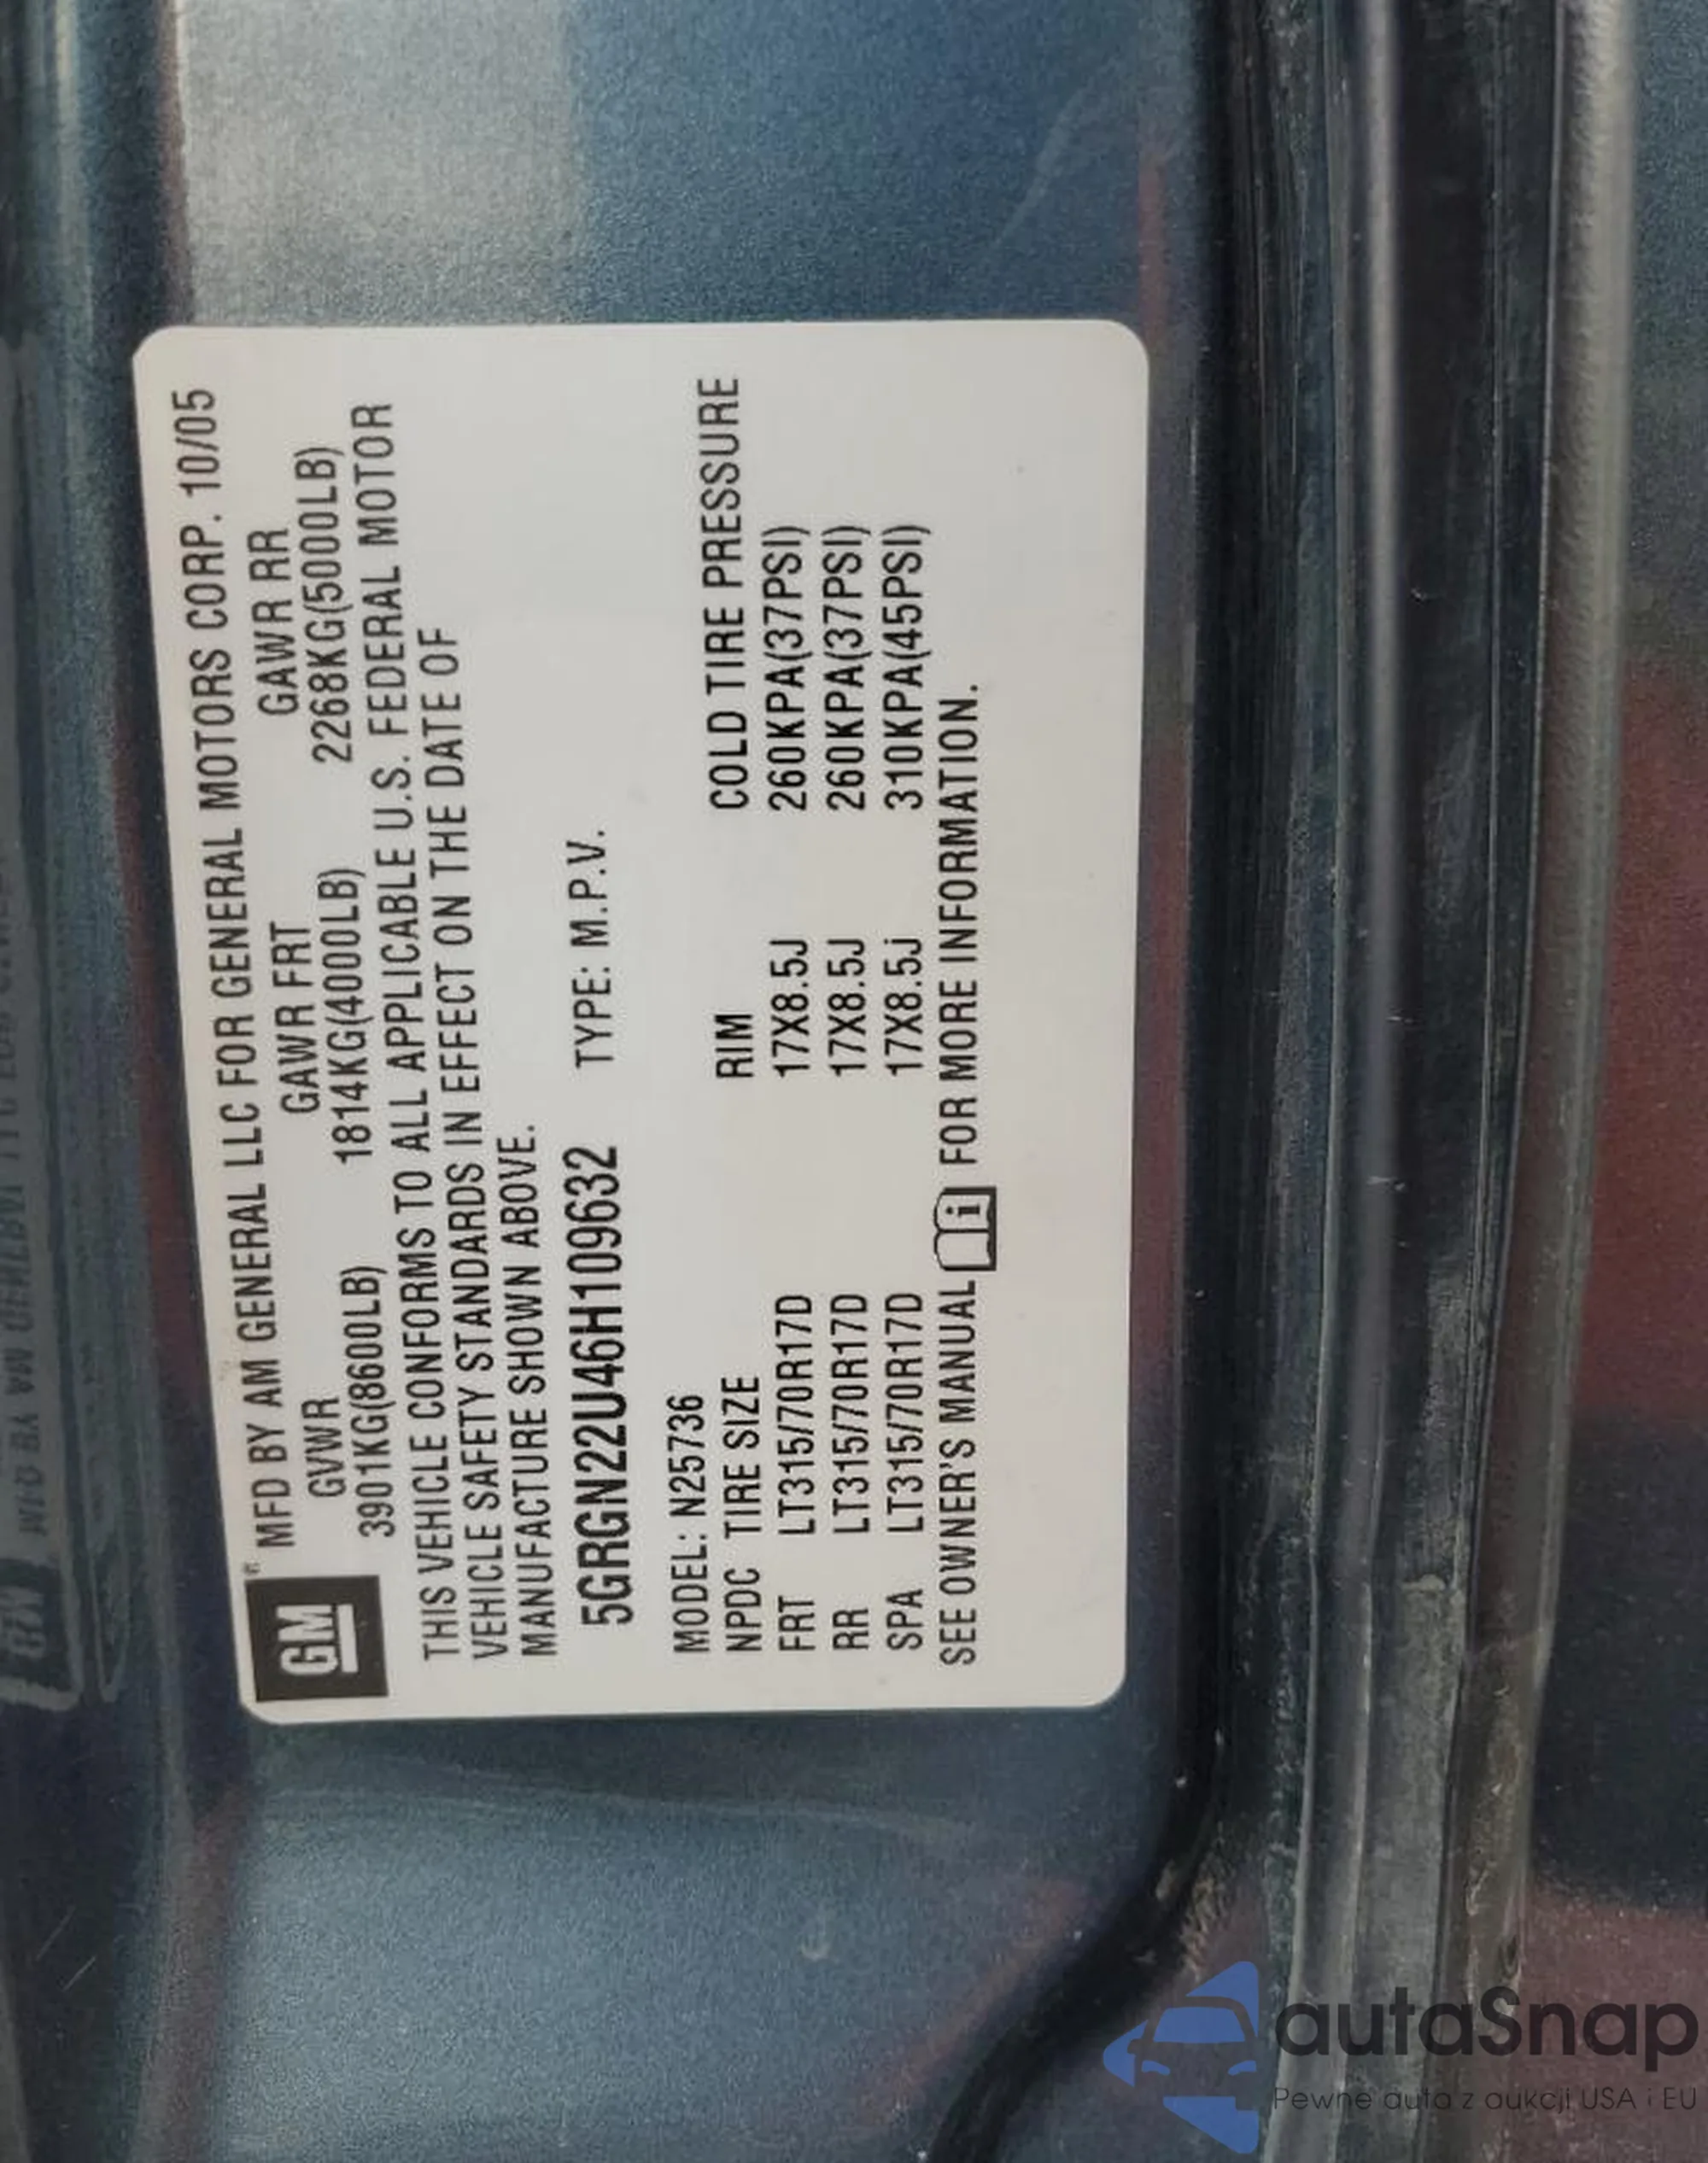 GM® MFD BY AM GENERAL LLC FOR GENERAL MOTORS CORP. 10/05
GVWR GAWR FRT GAWR RR
3901KG(8600LB) 1814KG(4000LB) 2268KG(5000LB)
THIS VEHICLE CONFORMS TO ALL APPLICABLE U.S. FEDERAL MOTOR
VEHICLE SAFETY STANDARDS IN EFFECT ON THE DATE OF
MANUFACTURE SHOWN ABOVE.
5GRGN22U46H109632 TYPE: M.P.V.
MODEL: N25736
NPDC TIRE SIZE RIM COLD TIRE PRESSURE
FRT LT315/70R17D 17X8.5J 260KPA(37PSI)
RR LT315/70R17D 17X8.5J 260KPA(37PSI)
SPA LT315/70R17D 17X8.5j 310KPA(45PSI)
SEE OWNER'S MANUAL i FOR MORE INFORMATION.
autaSnap
Pewne auta z aukcji USA i EU